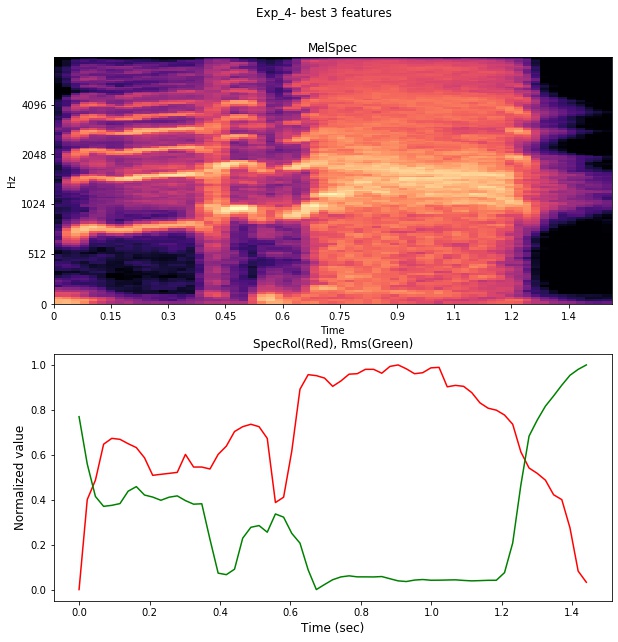 Exp_4- best 3 features
MelSpec
4096
2048
Hz
1024
512
0
0 0.15 0.3 0.45 0.6 0.75 0.9 1.1 1.2 1.4
Time
SpecRol(Red), Rms(Green)
1.0
0.8
Normalized value
0.6
0.4
0.2
0.0
0.0 0.2 0.4 0.6 0.8 1.0 1.2 1.4
Time (sec)